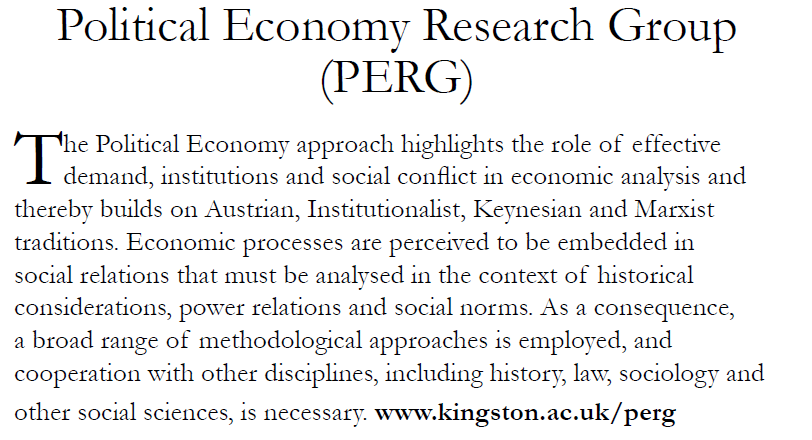 Political Economy Research Group
(PERG)
The Political Economy approach highlights the role of effective
demand, institutions and social conflict in economic analysis and
thereby builds on Austrian, Institutionalist, Keynesian and Marxist
traditions. Economic processes are perceived to be embedded in
social relations that must be analysed in the context of historical
considerations, power relations and social norms. As a consequence,
a broad range of methodological approaches is employed, and
cooperation with other disciplines, including history, law, sociology and
other social sciences, is necessary. www.kingston.ac.uk/perg